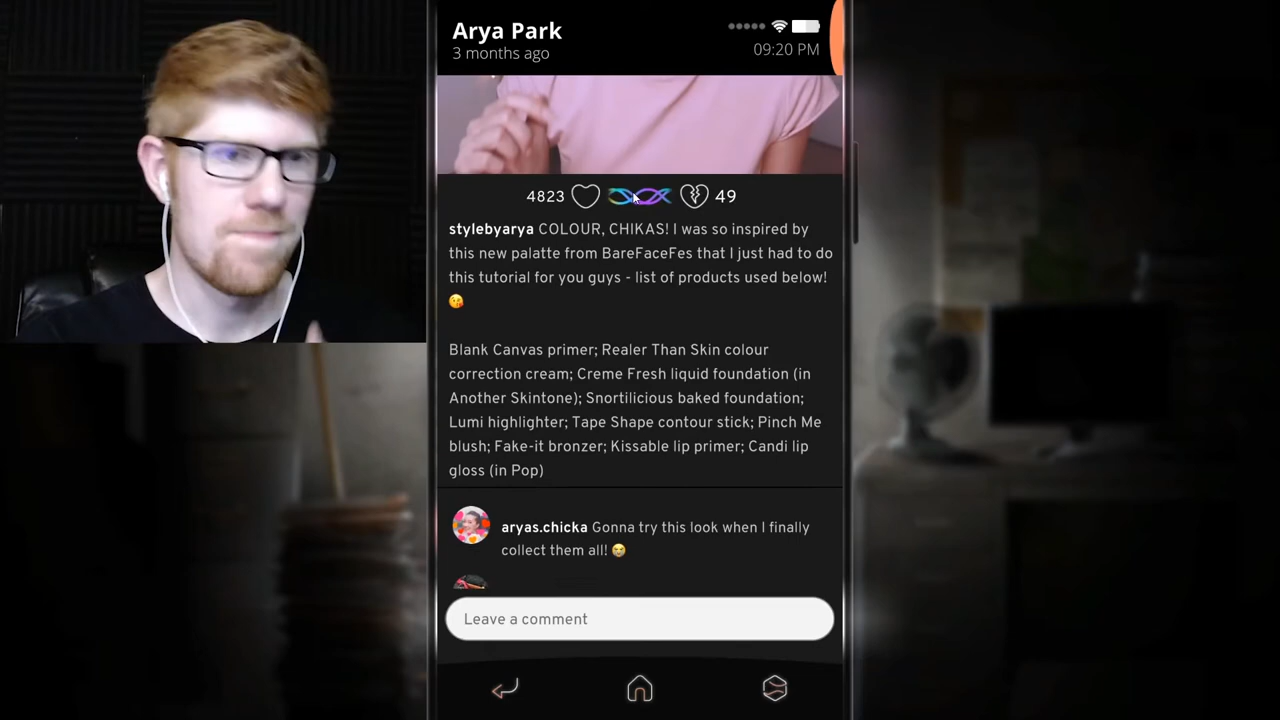 Arya Park
3 months ago
09:20 PM
4823
49
stylebyarya COLOUR, CHIKAS! I was so inspired by
this new palatte from BareFaceFes that I just had to do
this tutorial for you guys - list of products used below!
😘
Blank Canvas primer; Realer Than Skin colour
correction cream; Creme Fresh liquid foundation (in
Another Skintone); Snortilicious baked foundation;
Lumi highlighter; Tape Shape contour stick; Pinch Me
blush; Fake-it bronzer; Kissable lip primer; Candi lip
gloss (in Pop)
aryas.chicka Gonna try this look when I finally
collect them all! 😭
Leave a comment